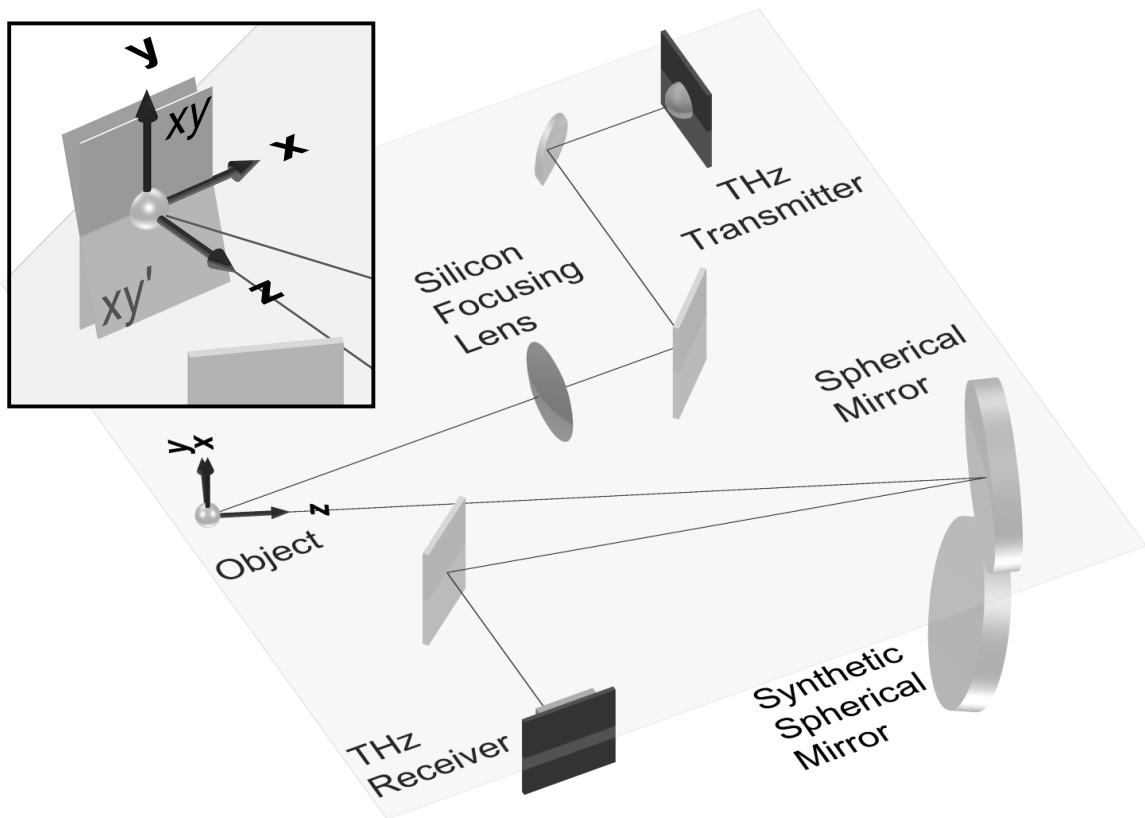 y
xy
x
xy'
z
THz
Transmitter
Silicon
Focusing
Lens
Spherical
Mirror
y
x
z
Object
Synthetic
Spherical
Mirror
THz
Receiver